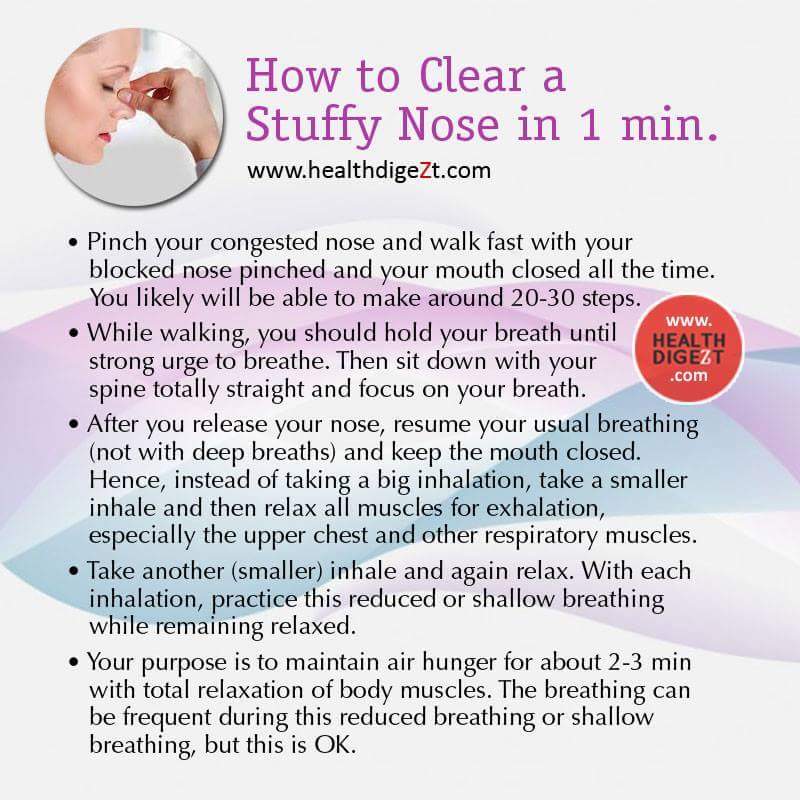 How to Clear a
Stuffy Nose in 1 min.
www.healthdigeZt.com
• Pinch your congested nose and walk fast with your
blocked nose pinched and your mouth closed all the time.
You likely will be able to make around 20-30 steps.
• While walking, you should hold your breath until
strong urge to breathe. Then sit down with your
spine totally straight and focus on your breath.
www.
HEALTH
DIGEZT
.com
• After you release your nose, resume your usual breathing
(not with deep breaths) and keep the mouth closed.
Hence, instead of taking a big inhalation, take a smaller
inhale and then relax all muscles for exhalation,
especially the upper chest and other respiratory muscles.
• Take another (smaller) inhale and again relax. With each
inhalation, practice this reduced or shallow breathing
while remaining relaxed.
• Your purpose is to maintain air hunger for about 2-3 min
with total relaxation of body muscles. The breathing can
be frequent during this reduced breathing or shallow
breathing, but this is OK.